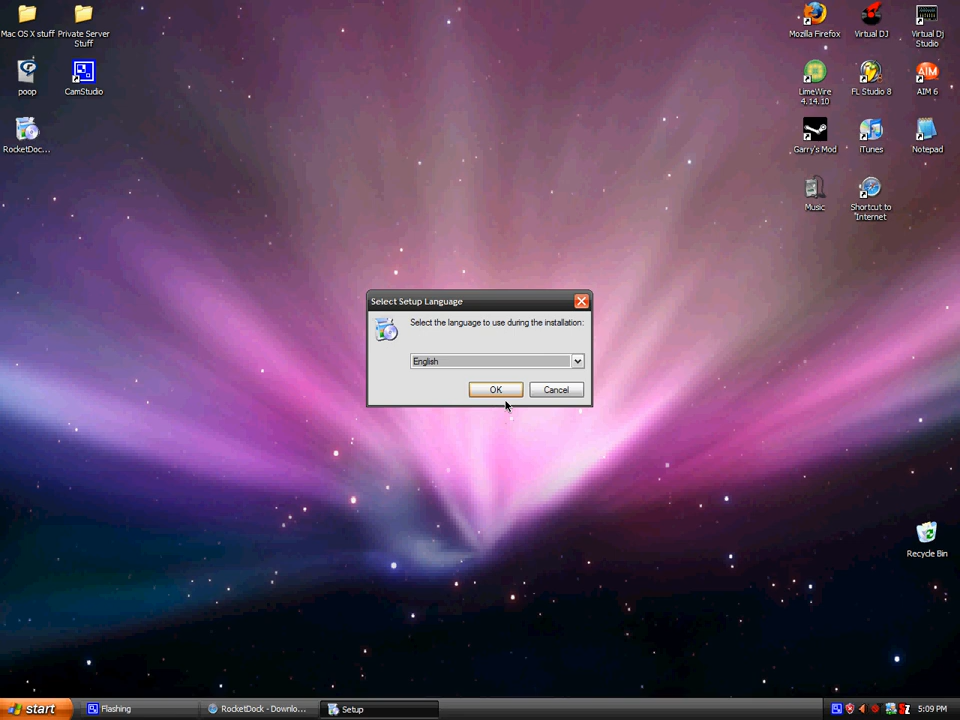 Mac OS X stuff
Private Server
Stuff
poop
CamStudio
RocketDoc...
Mozilla Firefox
Virtual DJ
Virtual Dj
Studio
LimeWire
4.14.10
FL Studio 8
AIM
AIM 6
Garry's Mod
iTunes
Notepad
Music
Shortcut to
Internet
Select Setup Language
Select the language to use during the installation:
English
OK
Cancel
Recycle Bin
start
Flashing
RocketDock - Downlo...
Setup
5:09 PM